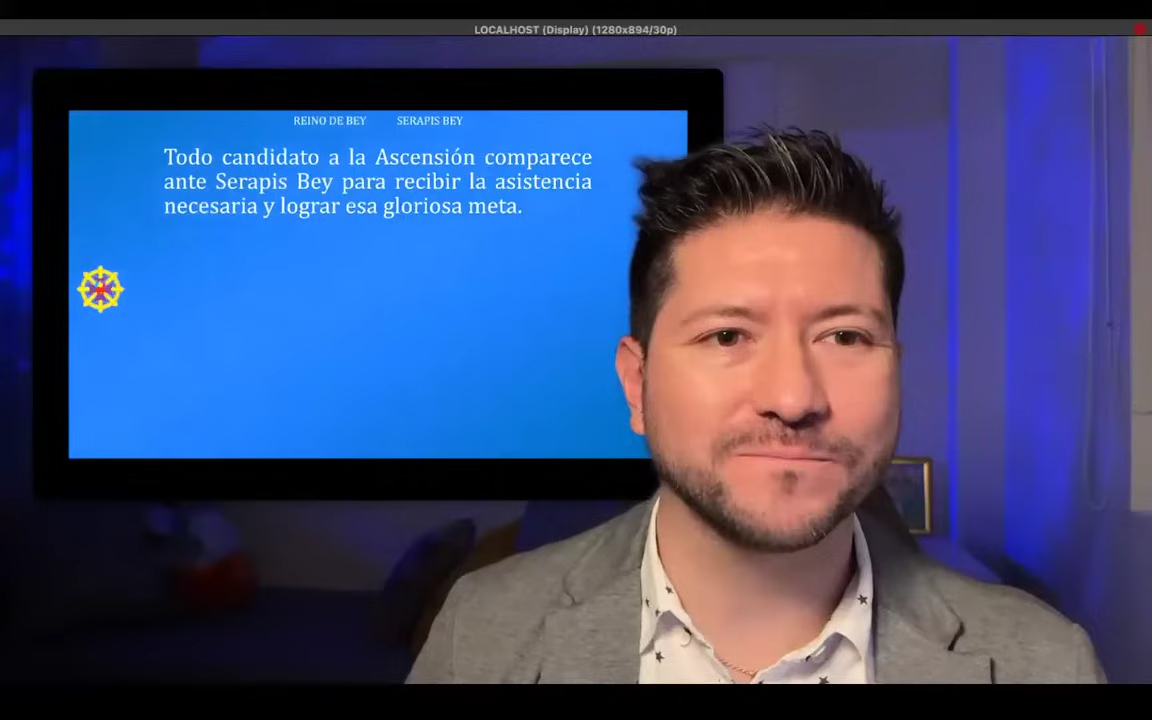 LOCALHOST (Display) (1280x894/30p)
REINO DE BEY SERAPIS BEY
Todo candidato a la Ascensión comparece
ante Serapis Bey para recibir la asistencia
necesaria y lograr esa gloriosa meta.